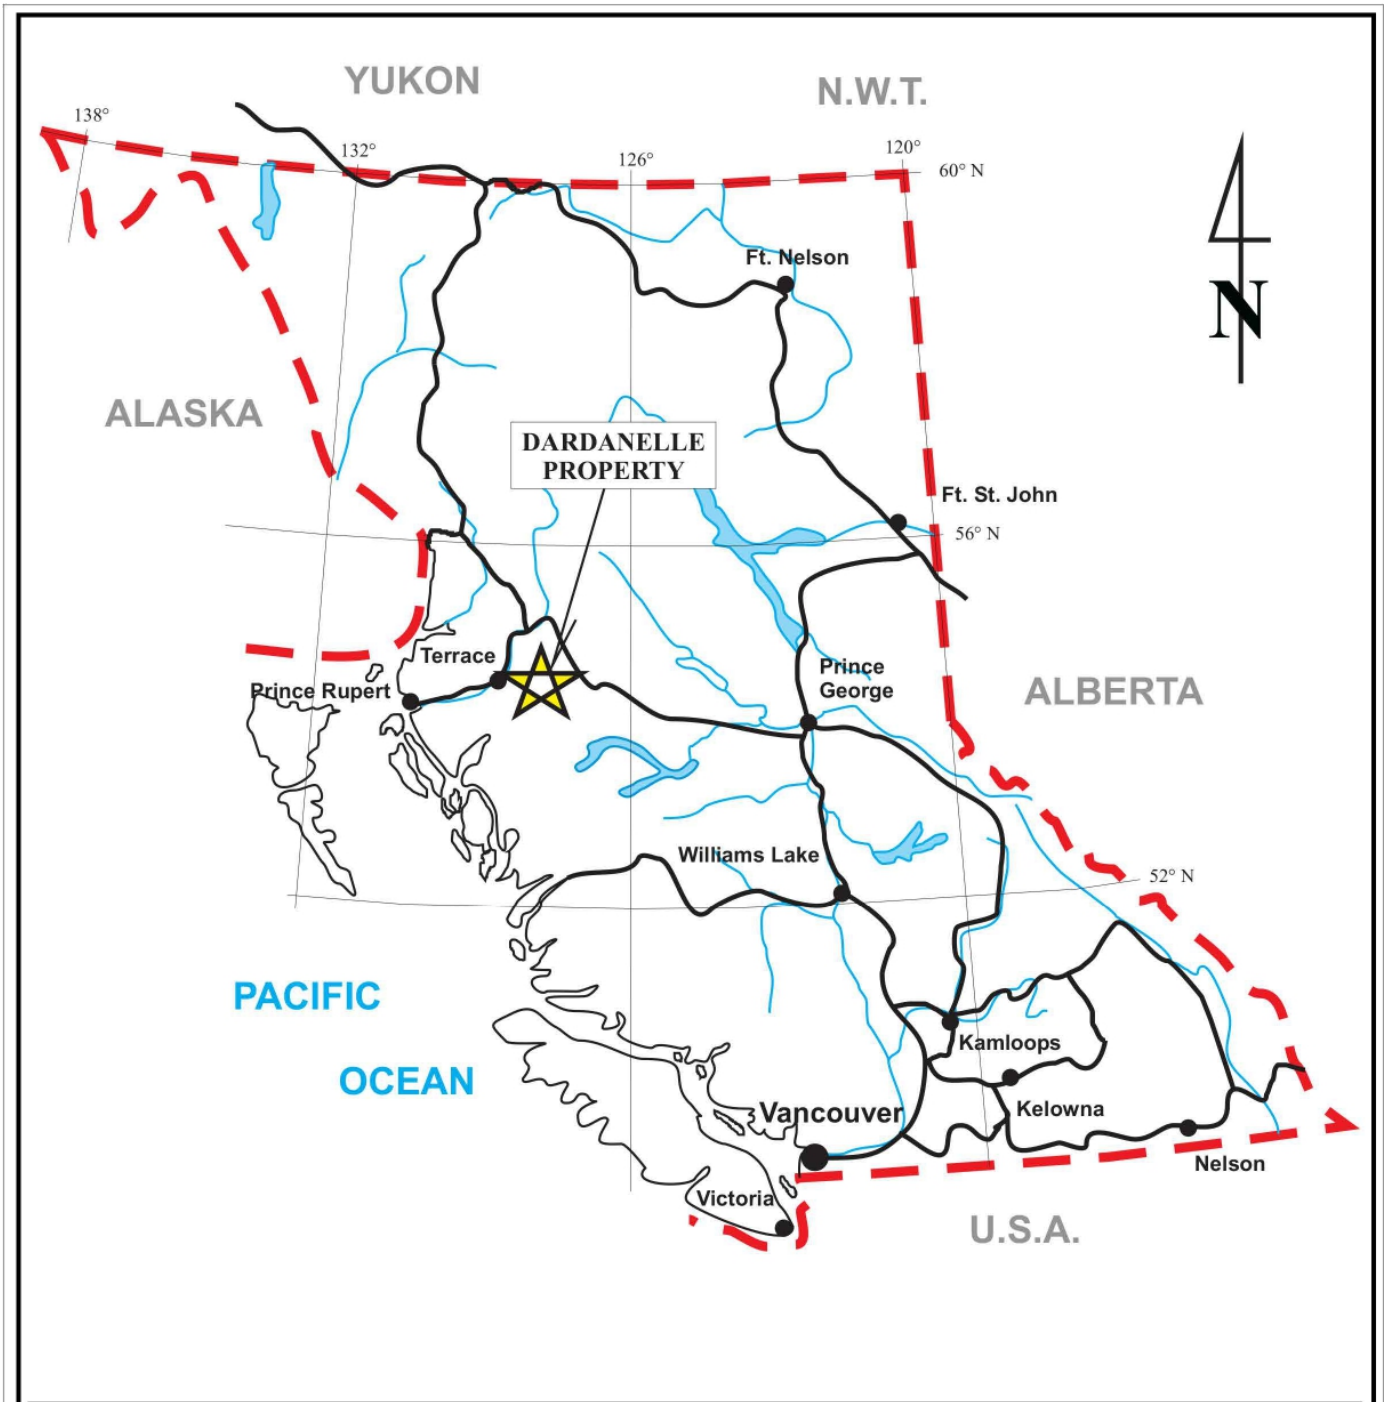 YUKON
N.W.T.
138°
132°
126°
120°
60° N
Ft. Nelson
N
ALASKA
DARDANELLE
PROPERTY
Ft. St. John
56° N
Terrace
Prince Rupert
Prince
George
ALBERTA
Williams Lake
52° N
PACIFIC
OCEAN
Kamloops
Kelowna
Vancouver
Nelson
Victoria
U.S.A.